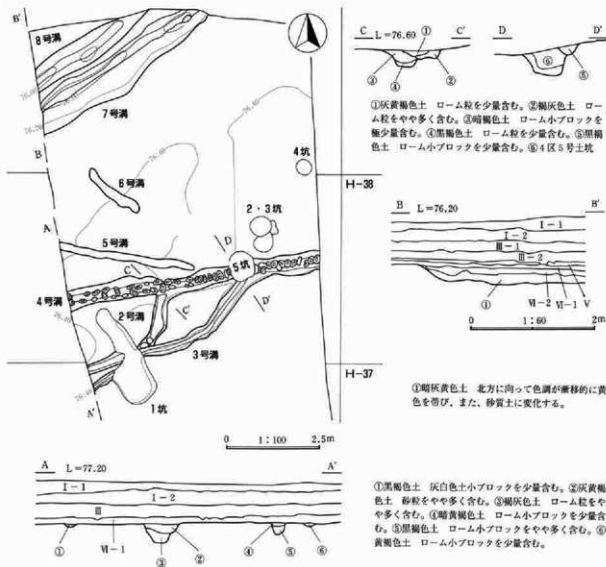 B'
8号溝
76.00
76.20
7号溝
76.40
76.40
B
4坑
H-38
6号溝
A
2・3坑
5号溝
D
5坑
C
4号溝
C'
D'
2号溝
3号溝
76.40
H-37
1坑
A'
0 1:100 2.5m
C L=76.60 C'
D D'
①
③
④
②
⑥
⑤
①灰黄褐色土 ローム粒を少量含む。②褐灰色土 ロー
ム粒をやや多く含む。③暗褐色土 ローム小ブロックを
極少量含む。④黒褐色土 ローム粒を少量含む。⑤黒褐
色土 ローム小ブロックを少量含む。⑥4区5号土坑
B L=76.20 B'
Ⅰ-1
Ⅰ-2
Ⅲ-1
Ⅲ-2
①
Ⅵ-2 Ⅵ-1 Ⅴ
0 1:60 2m
①暗灰黄色土 北方に向って色調が漸移的に黄
色を帯び、また、砂質土に変化する。
A L=77.20 A'
Ⅰ-1
Ⅰ-2
Ⅲ
① Ⅵ-1 ③ ② ④ ⑤ ⑥
①黒褐色土 灰白色土小ブロックを少量含む。②灰黄褐
色土 砂粒をやや多く含む。③褐灰色土 ローム粒をや
や多く含む。④暗黄褐色土 ローム小ブロックを少量含
む。⑤黒褐色土 ローム小ブロックをやや多く含む。⑥
黄褐色土 ローム小ブロックを少量含む。